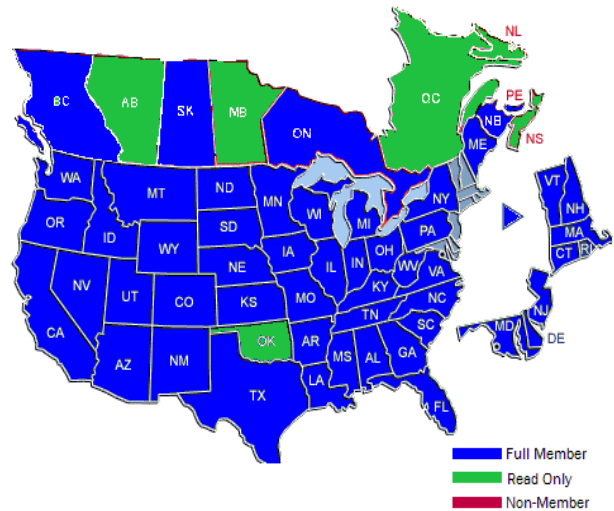 NL
BC
AB
SK
MB
ON
QC
PE
NB
NS
ME
WA
MT
ND
MN
OR
ID
WY
SD
WI
MI
NY
VT
NH
MA
CT
RI
NV
UT
CO
NE
IA
IL
IN
OH
PA
WV
VA
KS
MO
KY
NC
NJ
MD
DE
CA
AZ
NM
OK
AR
TN
SC
MS
AL
GA
TX
LA
FL
Full Member
Read Only
Non-Member